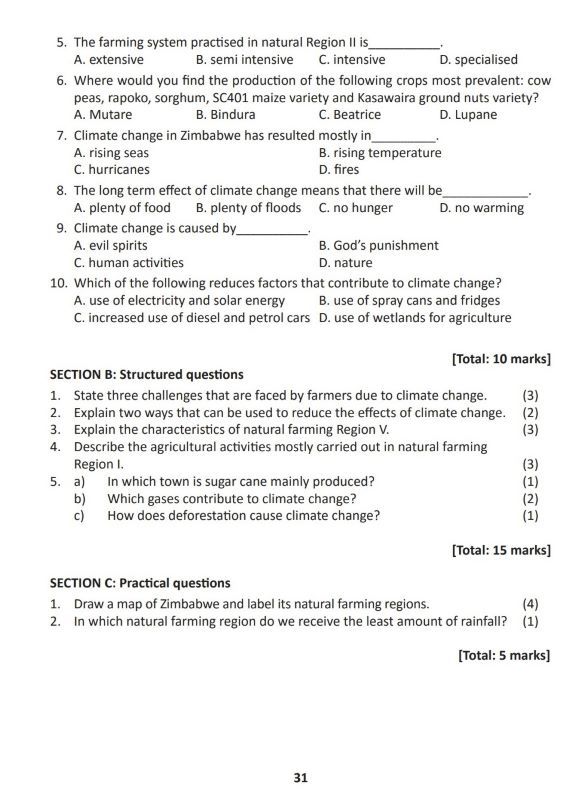 5. The farming system practised in natural Region II is___________.
A. extensive B. semi intensive C. intensive D. specialised
6. Where would you find the production of the following crops most prevalent: cow
peas, rapoko, sorghum, SC401 maize variety and Kasawaira ground nuts variety?
A. Mutare B. Bindura C. Beatrice D. Lupane
7. Climate change in Zimbabwe has resulted mostly in__________.
A. rising seas B. rising temperature
C. hurricanes D. fires
8. The long term effect of climate change means that there will be_____________.
A. plenty of food B. plenty of floods C. no hunger D. no warming
9. Climate change is caused by___________.
A. evil spirits B. God's punishment
C. human activities D. nature
10. Which of the following reduces factors that contribute to climate change?
A. use of electricity and solar energy B. use of spray cans and fridges
C. increased use of diesel and petrol cars D. use of wetlands for agriculture
[Total: 10 marks]
SECTION B: Structured questions
1. State three challenges that are faced by farmers due to climate change. (3)
2. Explain two ways that can be used to reduce the effects of climate change. (2)
3. Explain the characteristics of natural farming Region V. (3)
4. Describe the agricultural activities mostly carried out in natural farming
Region I. (3)
5. a) In which town is sugar cane mainly produced? (1)
b) Which gases contribute to climate change? (2)
c) How does deforestation cause climate change? (1)
[Total: 15 marks]
SECTION C: Practical questions
1. Draw a map of Zimbabwe and label its natural farming regions. (4)
2. In which natural farming region do we receive the least amount of rainfall? (1)
[Total: 5 marks]
31